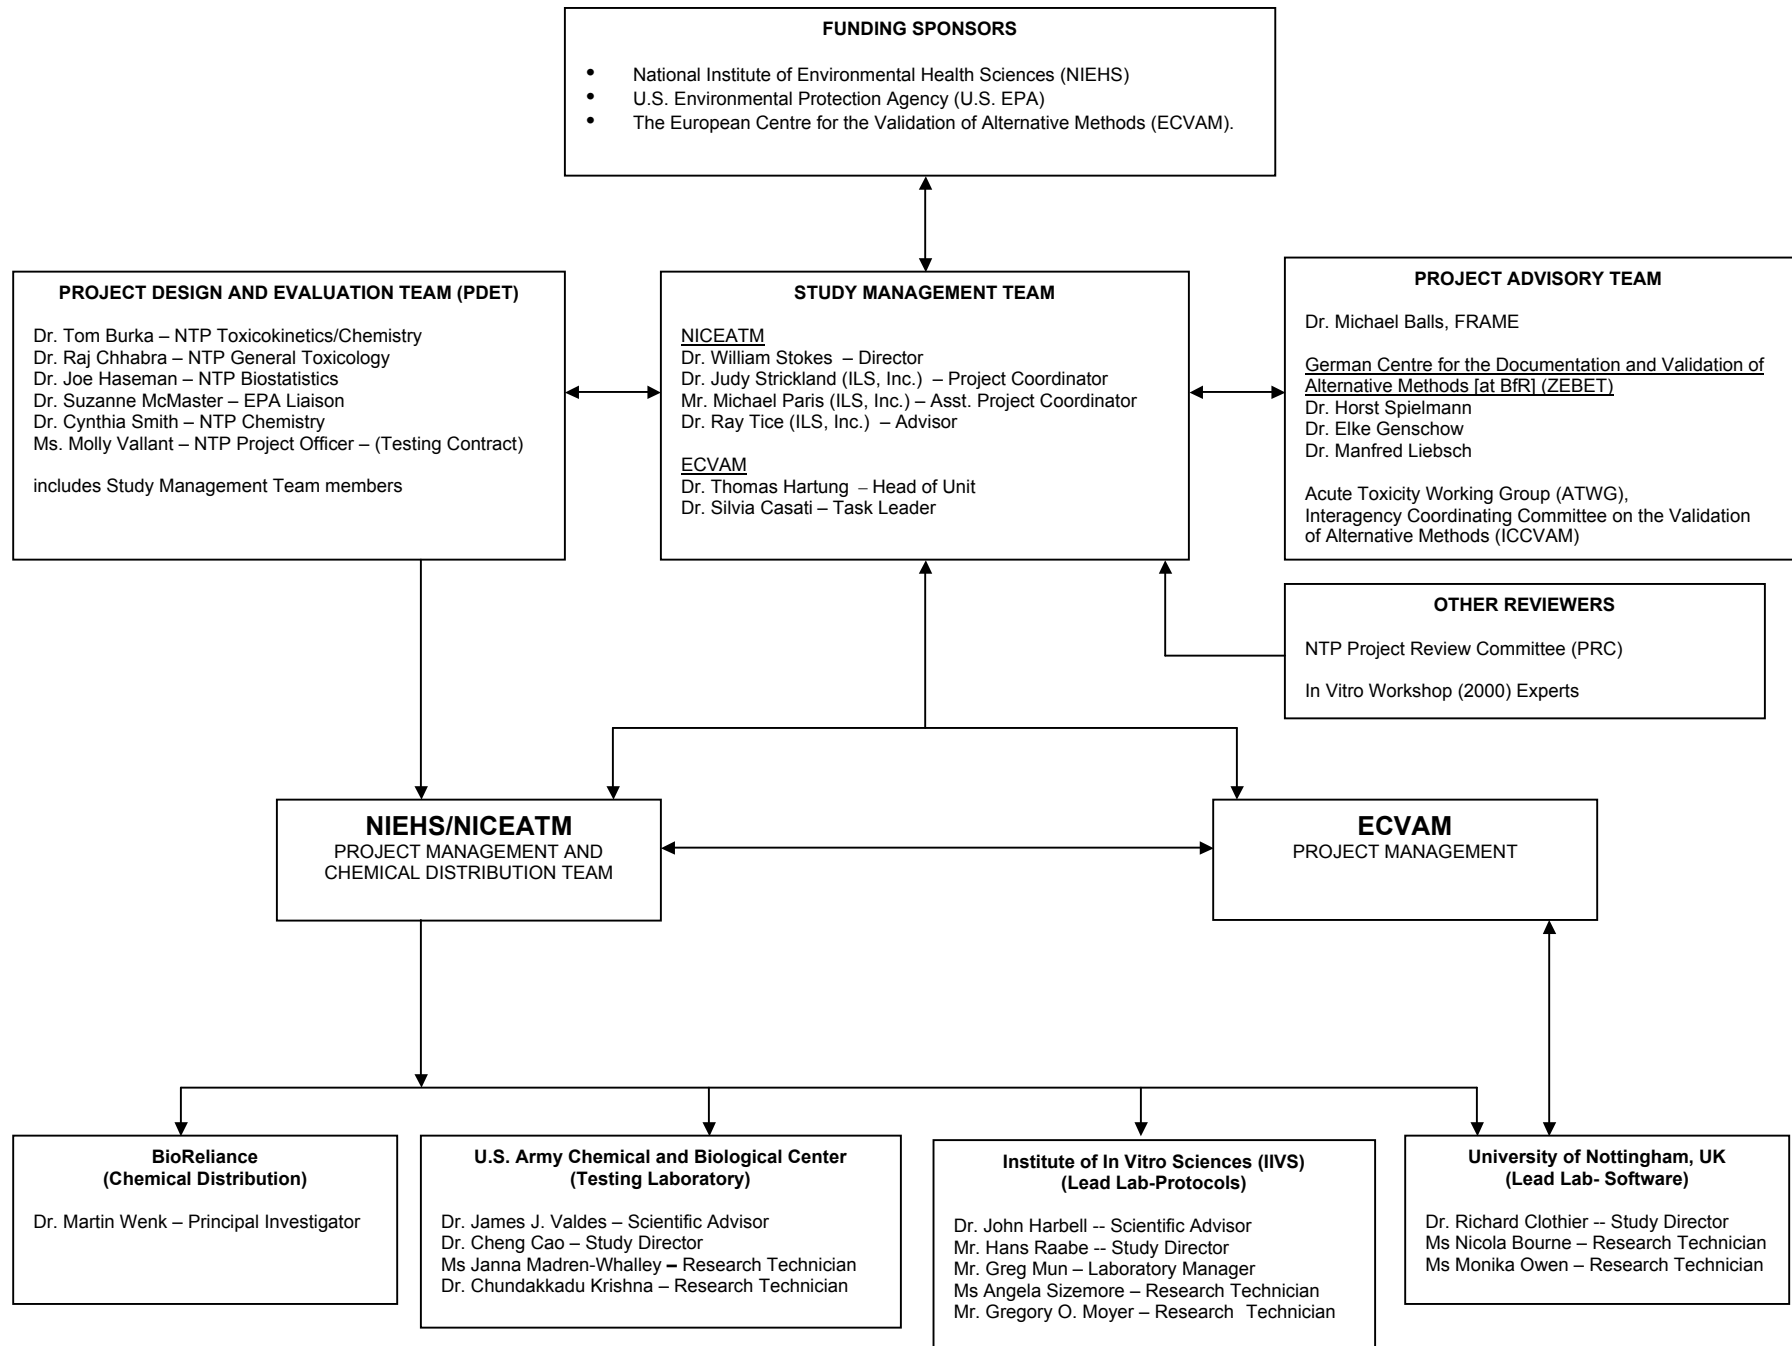 FUNDING SPONSORS
• National Institute of Environmental Health Sciences (NIEHS)
• U.S. Environmental Protection Agency (U.S. EPA)
• The European Centre for the Validation of Alternative Methods (ECVAM).
PROJECT DESIGN AND EVALUATION TEAM (PDET)
Dr. Tom Burka – NTP Toxicokinetics/Chemistry
Dr. Raj Chhabra – NTP General Toxicology
Dr. Joe Haseman – NTP Biostatistics
Dr. Suzanne McMaster – EPA Liaison
Dr. Cynthia Smith – NTP Chemistry
Ms. Molly Vallant – NTP Project Officer – (Testing Contract)
includes Study Management Team members
STUDY MANAGEMENT TEAM
NICEATM
Dr. William Stokes – Director
Dr. Judy Strickland (ILS, Inc.) – Project Coordinator
Mr. Michael Paris (ILS, Inc.) – Asst. Project Coordinator
Dr. Ray Tice (ILS, Inc.) – Advisor
ECVAM
Dr. Thomas Hartung – Head of Unit
Dr. Silvia Casati – Task Leader
PROJECT ADVISORY TEAM
Dr. Michael Balls, FRAME
German Centre for the Documentation and Validation of
Alternative Methods [at BfR] (ZEBET)
Dr. Horst Spielmann
Dr. Elke Genschow
Dr. Manfred Liebsch
Acute Toxicity Working Group (ATWG),
Interagency Coordinating Committee on the Validation
of Alternative Methods (ICCVAM)
OTHER REVIEWERS
NTP Project Review Committee (PRC)
In Vitro Workshop (2000) Experts
NIEHS/NICEATM
PROJECT MANAGEMENT AND
CHEMICAL DISTRIBUTION TEAM
ECVAM
PROJECT MANAGEMENT
BioReliance
(Chemical Distribution)
Dr. Martin Wenk – Principal Investigator
U.S. Army Chemical and Biological Center
(Testing Laboratory)
Dr. James J. Valdes – Scientific Advisor
Dr. Cheng Cao – Study Director
Ms Janna Madren-Whalley – Research Technician
Dr. Chundakkadu Krishna – Research Technician
Institute of In Vitro Sciences (IIVS)
(Lead Lab-Protocols)
Dr. John Harbell -- Scientific Advisor
Mr. Hans Raabe -- Study Director
Mr. Greg Mun – Laboratory Manager
Ms Angela Sizemore – Research Technician
Mr. Gregory O. Moyer – Research Technician
University of Nottingham, UK
(Lead Lab- Software)
Dr. Richard Clothier -- Study Director
Ms Nicola Bourne – Research Technician
Ms Monika Owen – Research Technician